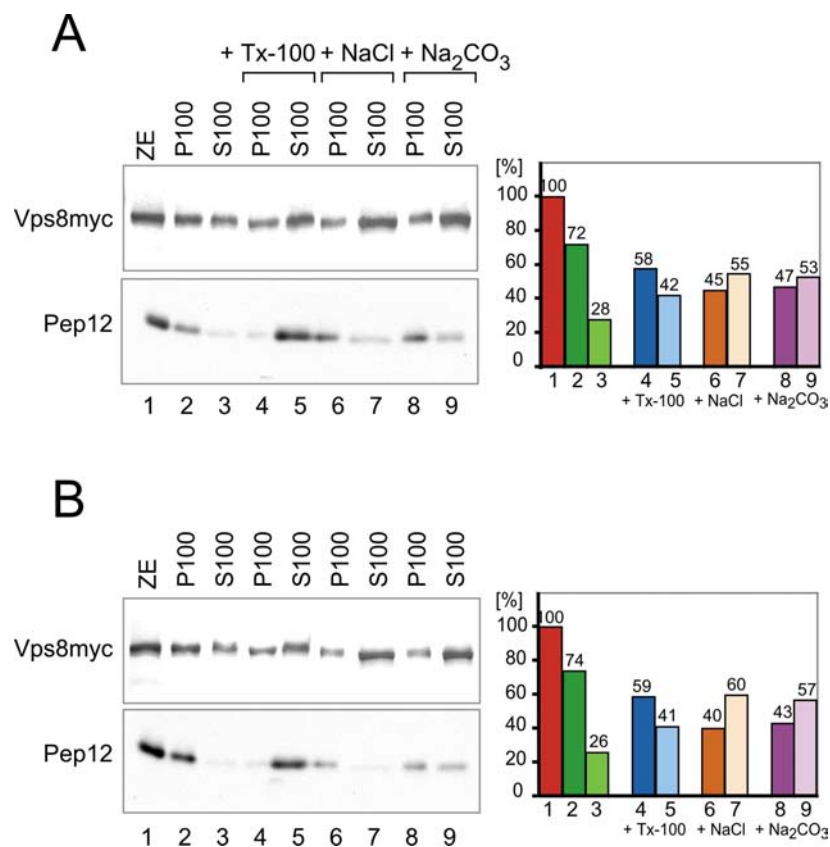 A
+ Tx-100 + NaCl + Na2CO3
ZE P100 S100 P100 S100 P100 S100 P100 S100
Vps8myc
Pep12
1 2 3 4 5 6 7 8 9
[%]
100
80
60
40
20
0
100 72 28 58 42 45 55 47 53
1 2 3 4 5 6 7 8 9
+ Tx-100 + NaCl + Na2CO3
B
ZE P100 S100 P100 S100 P100 S100 P100 S100
Vps8myc
Pep12
1 2 3 4 5 6 7 8 9
[%]
100
80
60
40
20
0
100 74 26 59 41 40 60 43 57
1 2 3 4 5 6 7 8 9
+ Tx-100 + NaCl + Na2CO3